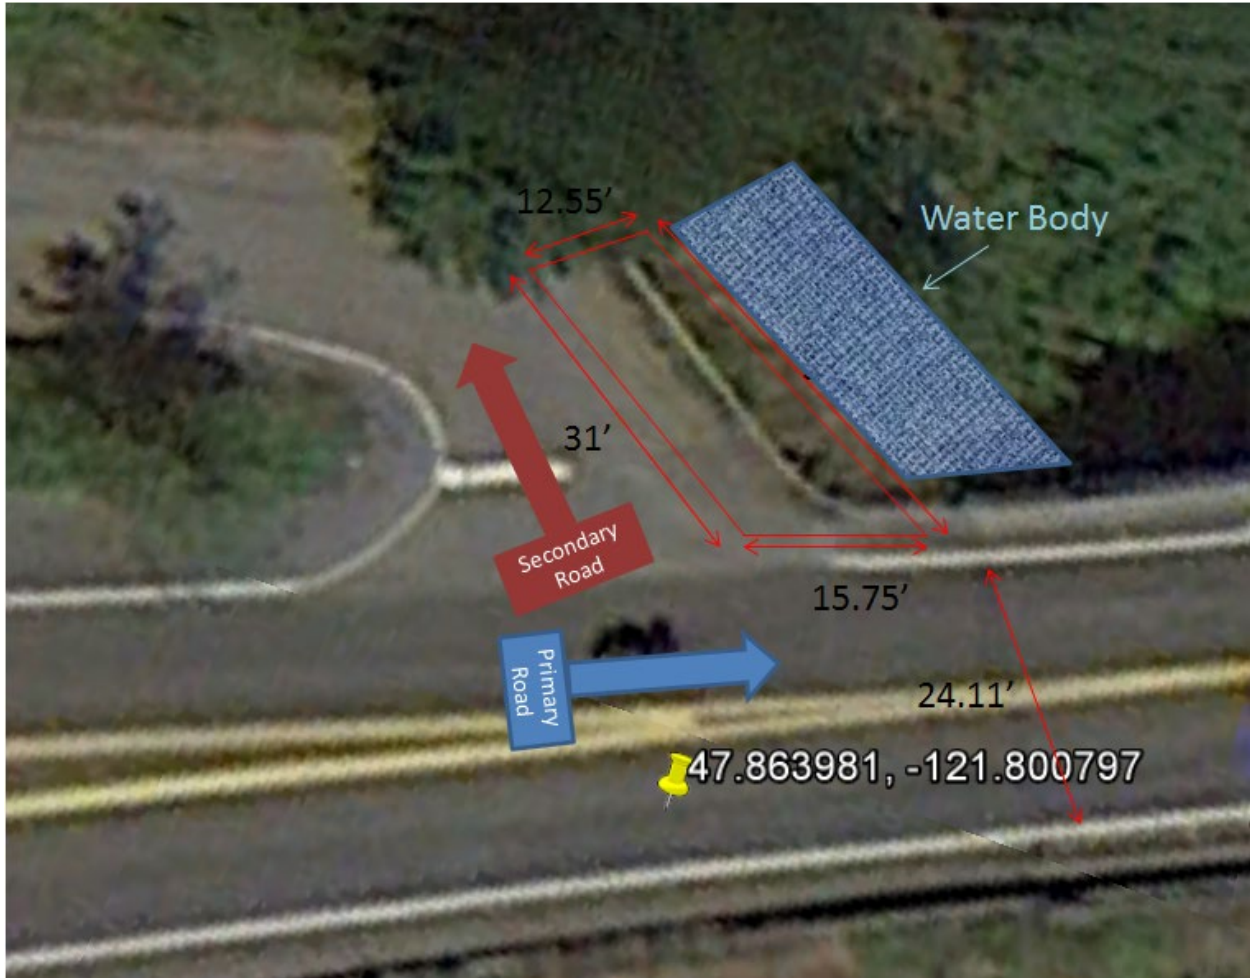 12.55’
Water Body
31’
Secondary
Road
15.75’
Primary
Road
24.11’
47.863981, -121.800797